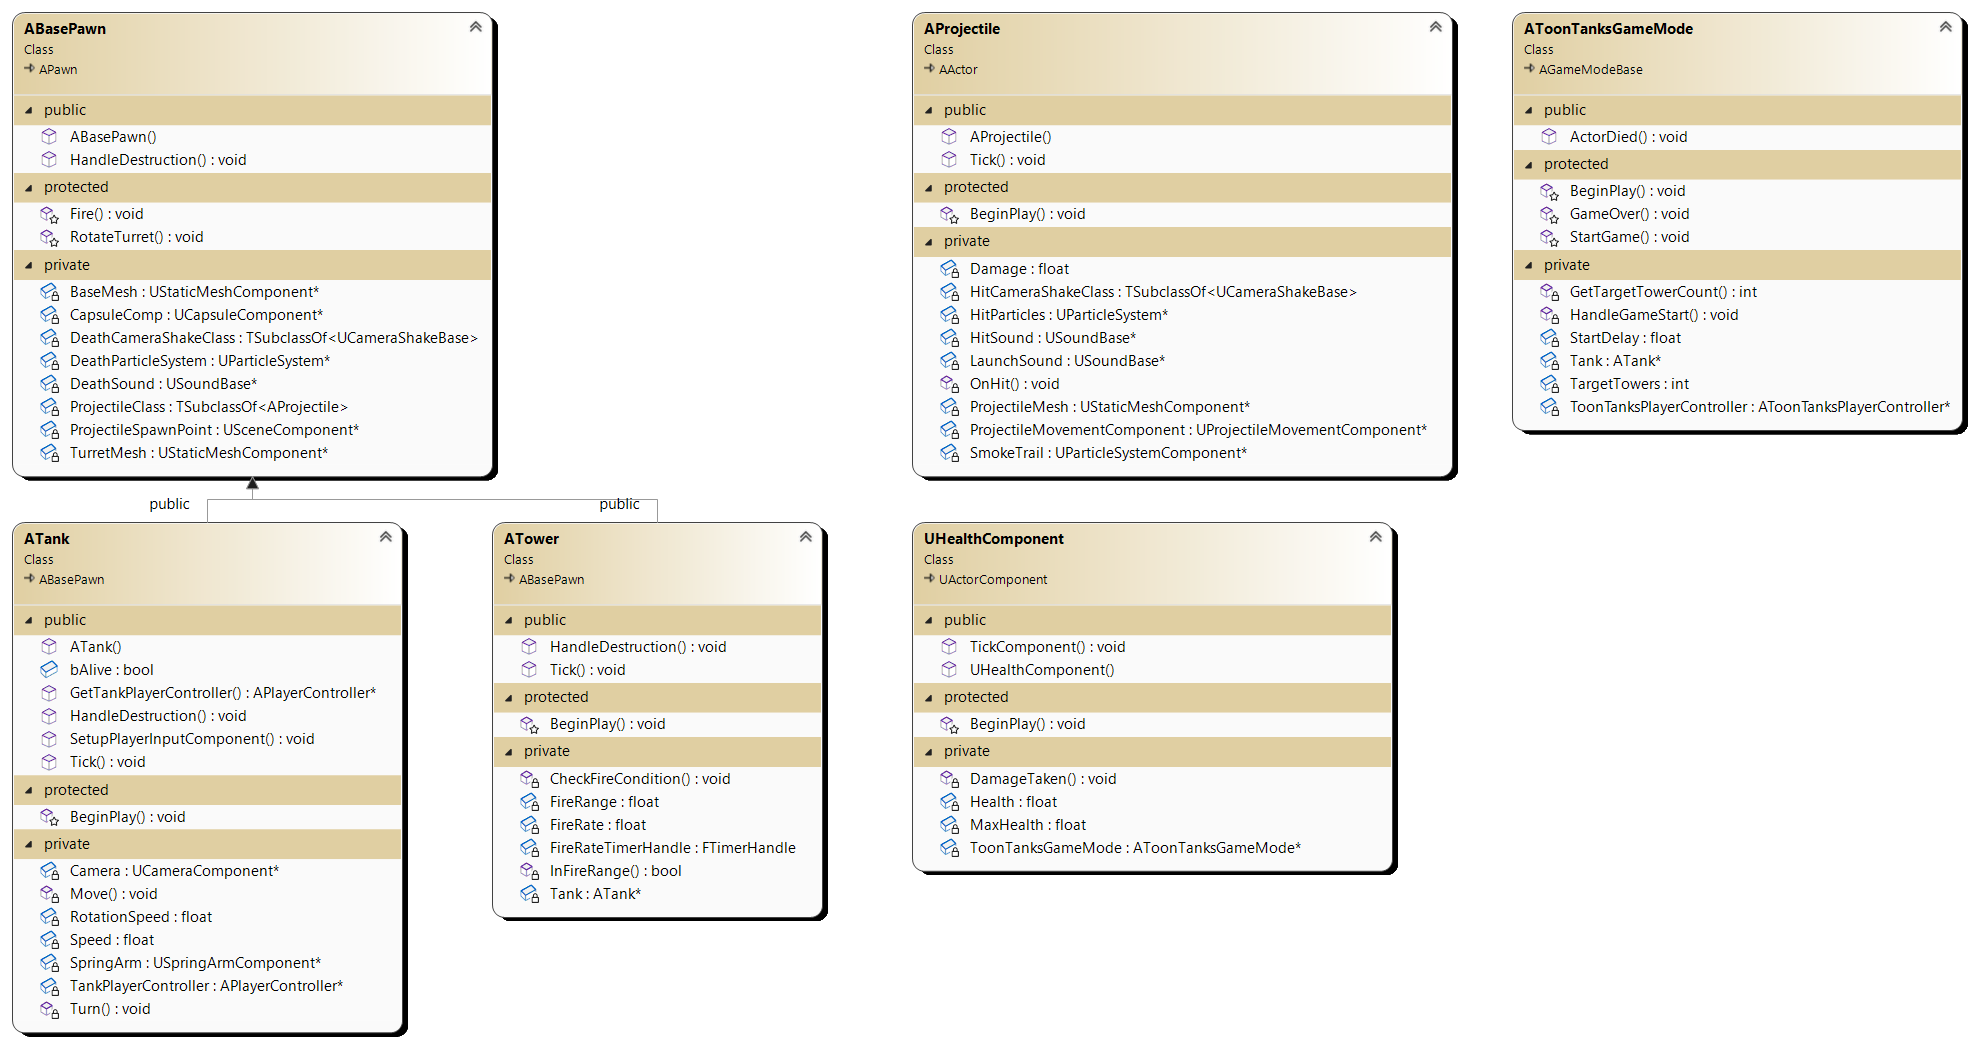 ABasePawn
Class
APawn
public
ABasePawn()
HandleDestruction() : void
protected
Fire() : void
RotateTurret() : void
private
BaseMesh : UStaticMeshComponent*
CapsuleComp : UCapsuleComponent*
DeathCameraShakeClass : TSubclassOf<UCameraShakeBase>
DeathParticleSystem : UParticleSystem*
DeathSound : USoundBase*
ProjectileClass : TSubclassOf<AProjectile>
ProjectileSpawnPoint : USceneComponent*
TurretMesh : UStaticMeshComponent*
AProjectile
Class
AActor
public
AProjectile()
Tick() : void
protected
BeginPlay() : void
private
Damage : float
HitCameraShakeClass : TSubclassOf<UCameraShakeBase>
HitParticles : UParticleSystem*
HitSound : USoundBase*
LaunchSound : USoundBase*
OnHit() : void
ProjectileMesh : UStaticMeshComponent*
ProjectileMovementComponent : UProjectileMovementComponent*
SmokeTrail : UParticleSystemComponent*
AToonTanksGameMode
Class
AGameModeBase
public
ActorDied() : void
protected
BeginPlay() : void
GameOver() : void
StartGame() : void
private
GetTargetTowerCount() : int
HandleGameStart() : void
StartDelay : float
Tank : ATank*
TargetTowers : int
ToonTanksPlayerController : AToonTanksPlayerController*
public
public
ATank
Class
ABasePawn
public
ATank()
bAlive : bool
GetTankPlayerController() : APlayerController*
HandleDestruction() : void
SetupPlayerInputComponent() : void
Tick() : void
protected
BeginPlay() : void
private
Camera : UCameraComponent*
Move() : void
RotationSpeed : float
Speed : float
SpringArm : USpringArmComponent*
TankPlayerController : APlayerController*
Turn() : void
ATower
Class
ABasePawn
public
HandleDestruction() : void
Tick() : void
protected
BeginPlay() : void
private
CheckFireCondition() : void
FireRange : float
FireRate : float
FireRateTimerHandle : FTimerHandle
InFireRange() : bool
Tank : ATank*
UHealthComponent
Class
UActorComponent
public
TickComponent() : void
UHealthComponent()
protected
BeginPlay() : void
private
DamageTaken() : void
Health : float
MaxHealth : float
ToonTanksGameMode : AToonTanksGameMode*